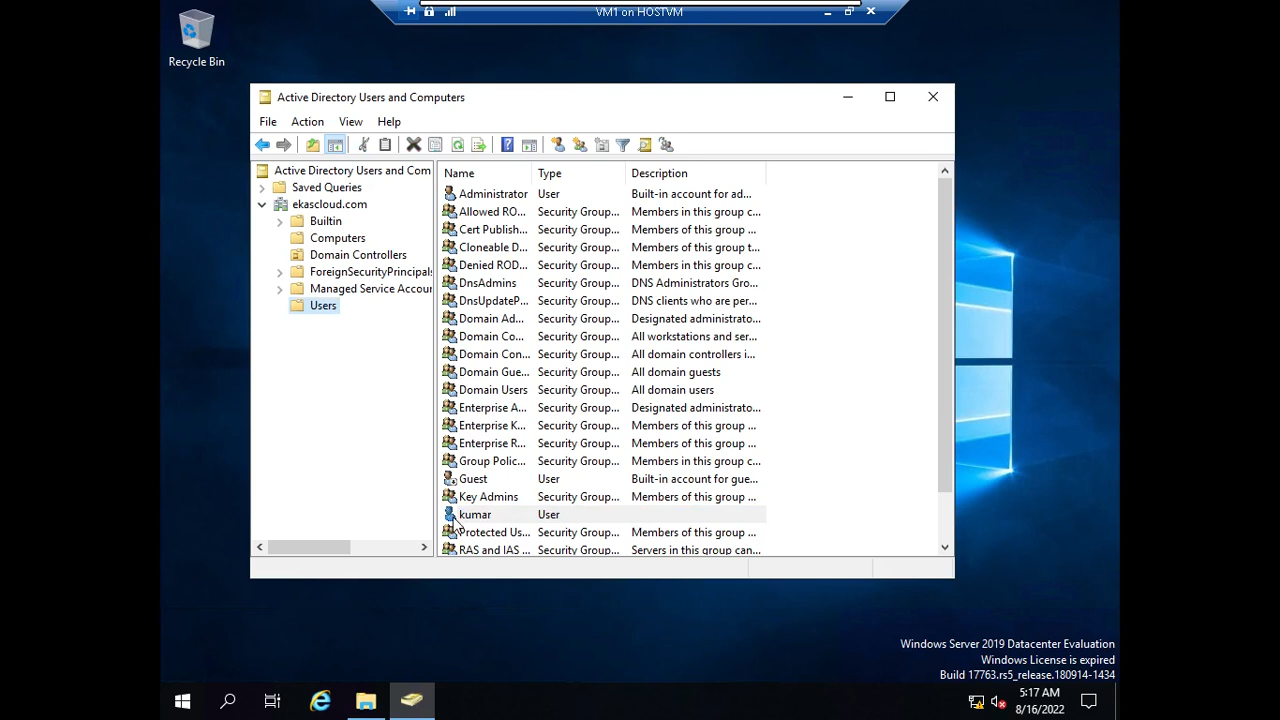 VM1 on HOSTVM
Recycle Bin
Active Directory Users and Computers
File Action View Help
Active Directory Users and Com
Saved Queries
ekascloud.com
Builtin
Computers
Domain Controllers
ForeignSecurityPrincipals
Managed Service Accour
Users
Name Type Description
Administrator User Built-in account for ad...
Allowed RO... Security Group... Members in this group c...
Cert Publish... Security Group... Members of this group ...
Cloneable D... Security Group... Members of this group t...
Denied ROD... Security Group... Members in this group c...
DnsAdmins Security Group... DNS Administrators Gro...
DnsUpdateP... Security Group... DNS clients who are per...
Domain Ad... Security Group... Designated administrato...
Domain Co... Security Group... All workstations and ser...
Domain Con... Security Group... All domain controllers i...
Domain Gue... Security Group... All domain guests
Domain Users Security Group... All domain users
Enterprise A... Security Group... Designated administrato...
Enterprise K... Security Group... Members of this group ...
Enterprise R... Security Group... Members of this group ...
Group Polic... Security Group... Members in this group c...
Guest User Built-in account for gue...
Key Admins Security Group... Members of this group ...
kumar User
Protected Us... Security Group... Members of this group ...
RAS and IAS ... Security Group... Servers in this group can...
Windows Server 2019 Datacenter Evaluation
Windows License is expired
Build 17763.rs5_release.180914-1434
5:17 AM
8/16/2022